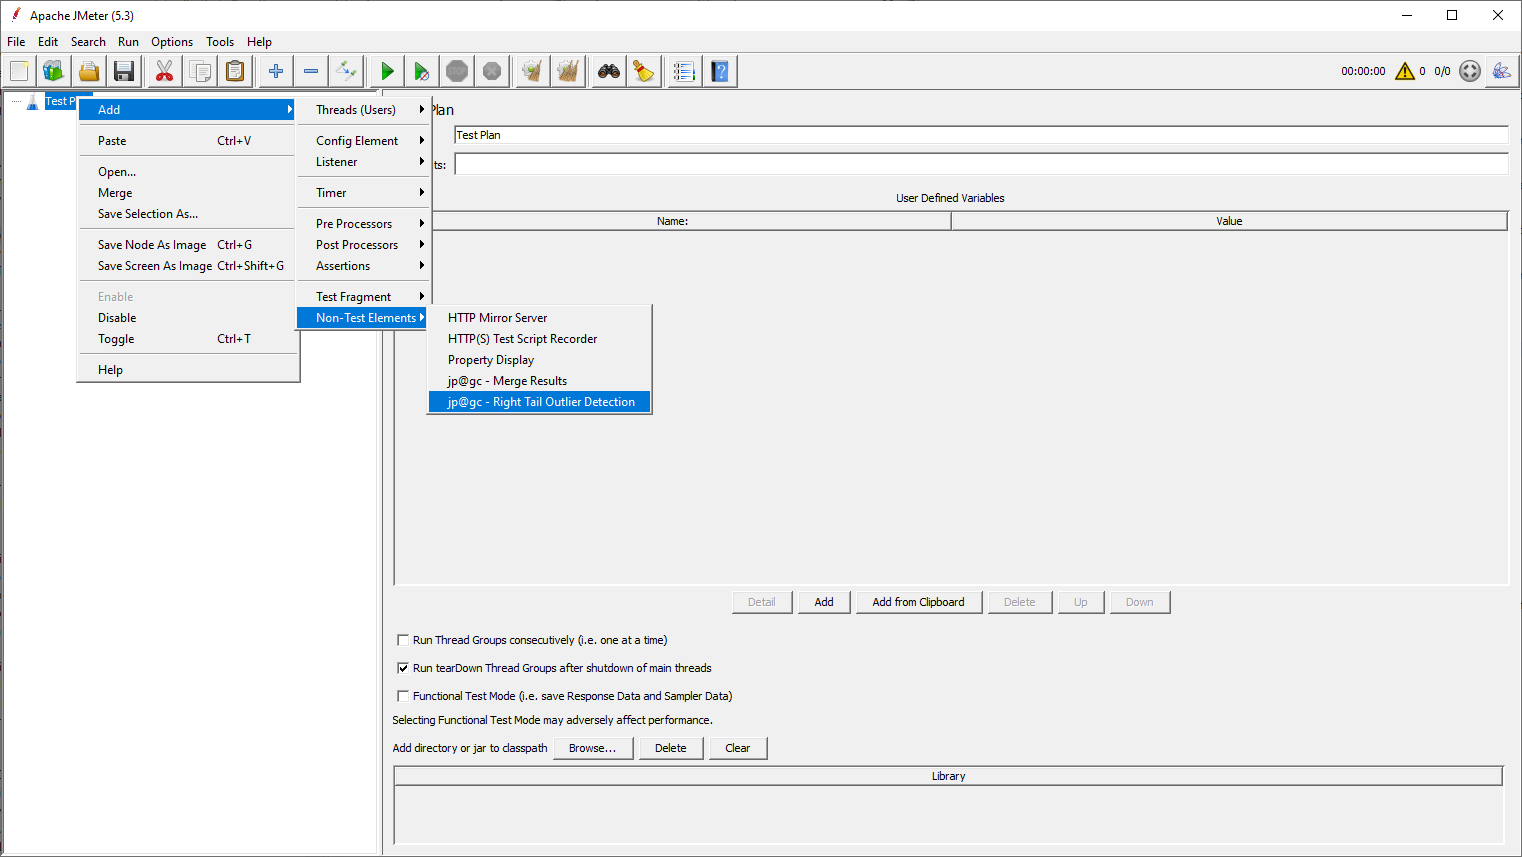 Apache JMeter (5.3)
File Edit Search Run Options Tools Help
STOP
00:00:00 0 0/0
Test P
Add
Paste Ctrl+V
Open...
Merge
Save Selection As...
Save Node As Image Ctrl+G
Save Screen As Image Ctrl+Shift+G
Enable
Disable
Toggle Ctrl+T
Help
Threads (Users)
Config Element
Listener
Timer
Pre Processors
Post Processors
Assertions
Test Fragment
Non-Test Elements
HTTP Mirror Server
HTTP(S) Test Script Recorder
Property Display
jp@gc - Merge Results
jp@gc - Right Tail Outlier Detection
lan
Test Plan
ts:
User Defined Variables
Name: Value
Detail Add Add from Clipboard Delete Up Down
Run Thread Groups consecutively (i.e. one at a time)
Run tearDown Thread Groups after shutdown of main threads
Functional Test Mode (i.e. save Response Data and Sampler Data)
Selecting Functional Test Mode may adversely affect performance.
Add directory or jar to classpath Browse... Delete Clear
Library